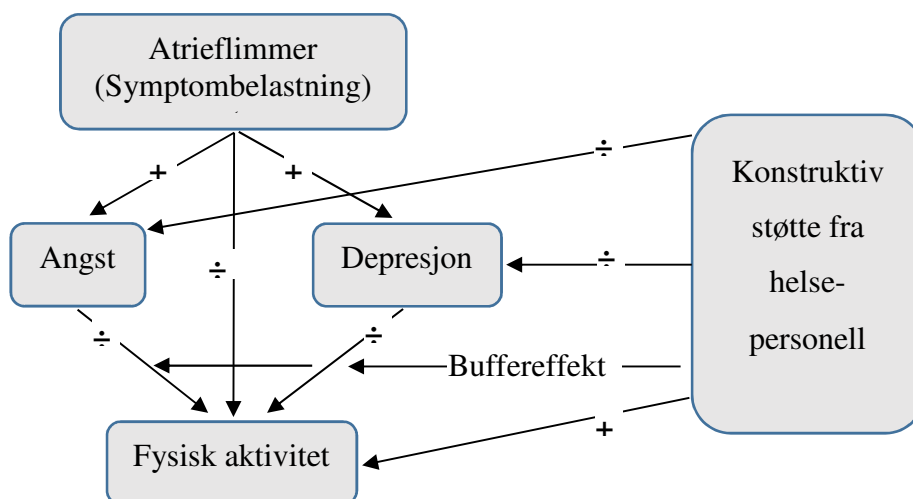 Atrieflimmer
(Symptombelastning)
÷
+
+
Konstruktiv
støtte fra
helse-
personell
Angst
Depresjon
÷
÷
÷
÷
Buffereffekt
+
Fysisk aktivitet